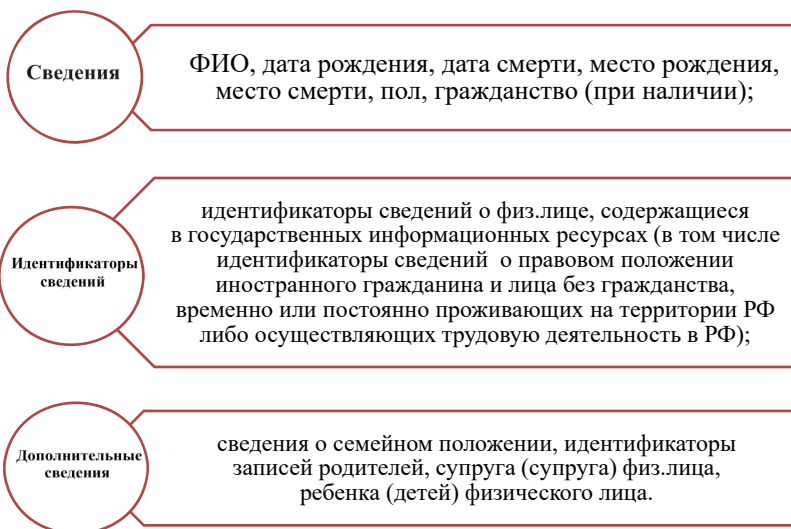 Сведения
ФИО, дата рождения, дата смерти, место рождения,
место смерти, пол, гражданство (при наличии);
Идентификаторы
сведений
идентификаторы сведений о физ.лице, содержащиеся
в государственных информационных ресурсах (в том числе
идентификаторы сведений о правовом положении
иностранного гражданина и лица без гражданства,
временно или постоянно проживающих на территории РФ
либо осуществляющих трудовую деятельность в РФ);
Дополнительные
сведения
сведения о семейном положении, идентификаторы
записей родителей, супруга (супруга) физ.лица,
ребенка (детей) физического лица.